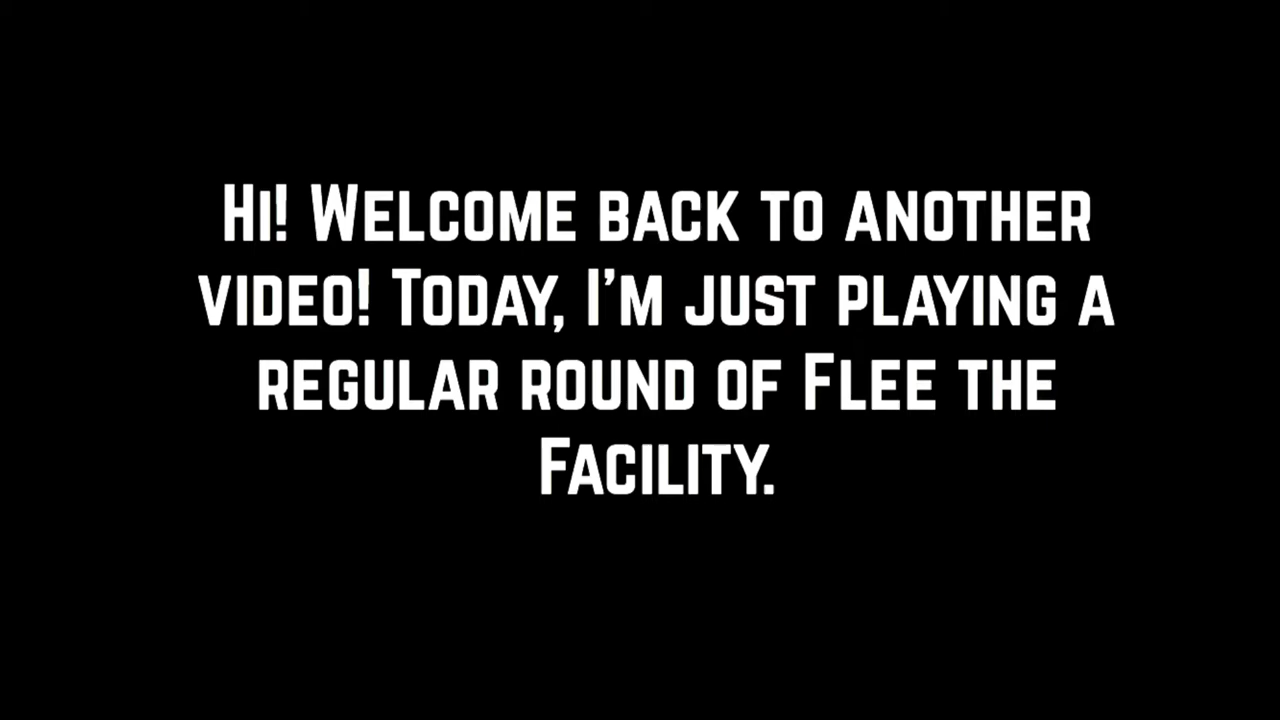 Hi! Welcome back to another
video! Today, I'm just playing a
regular round of Flee the
Facility.